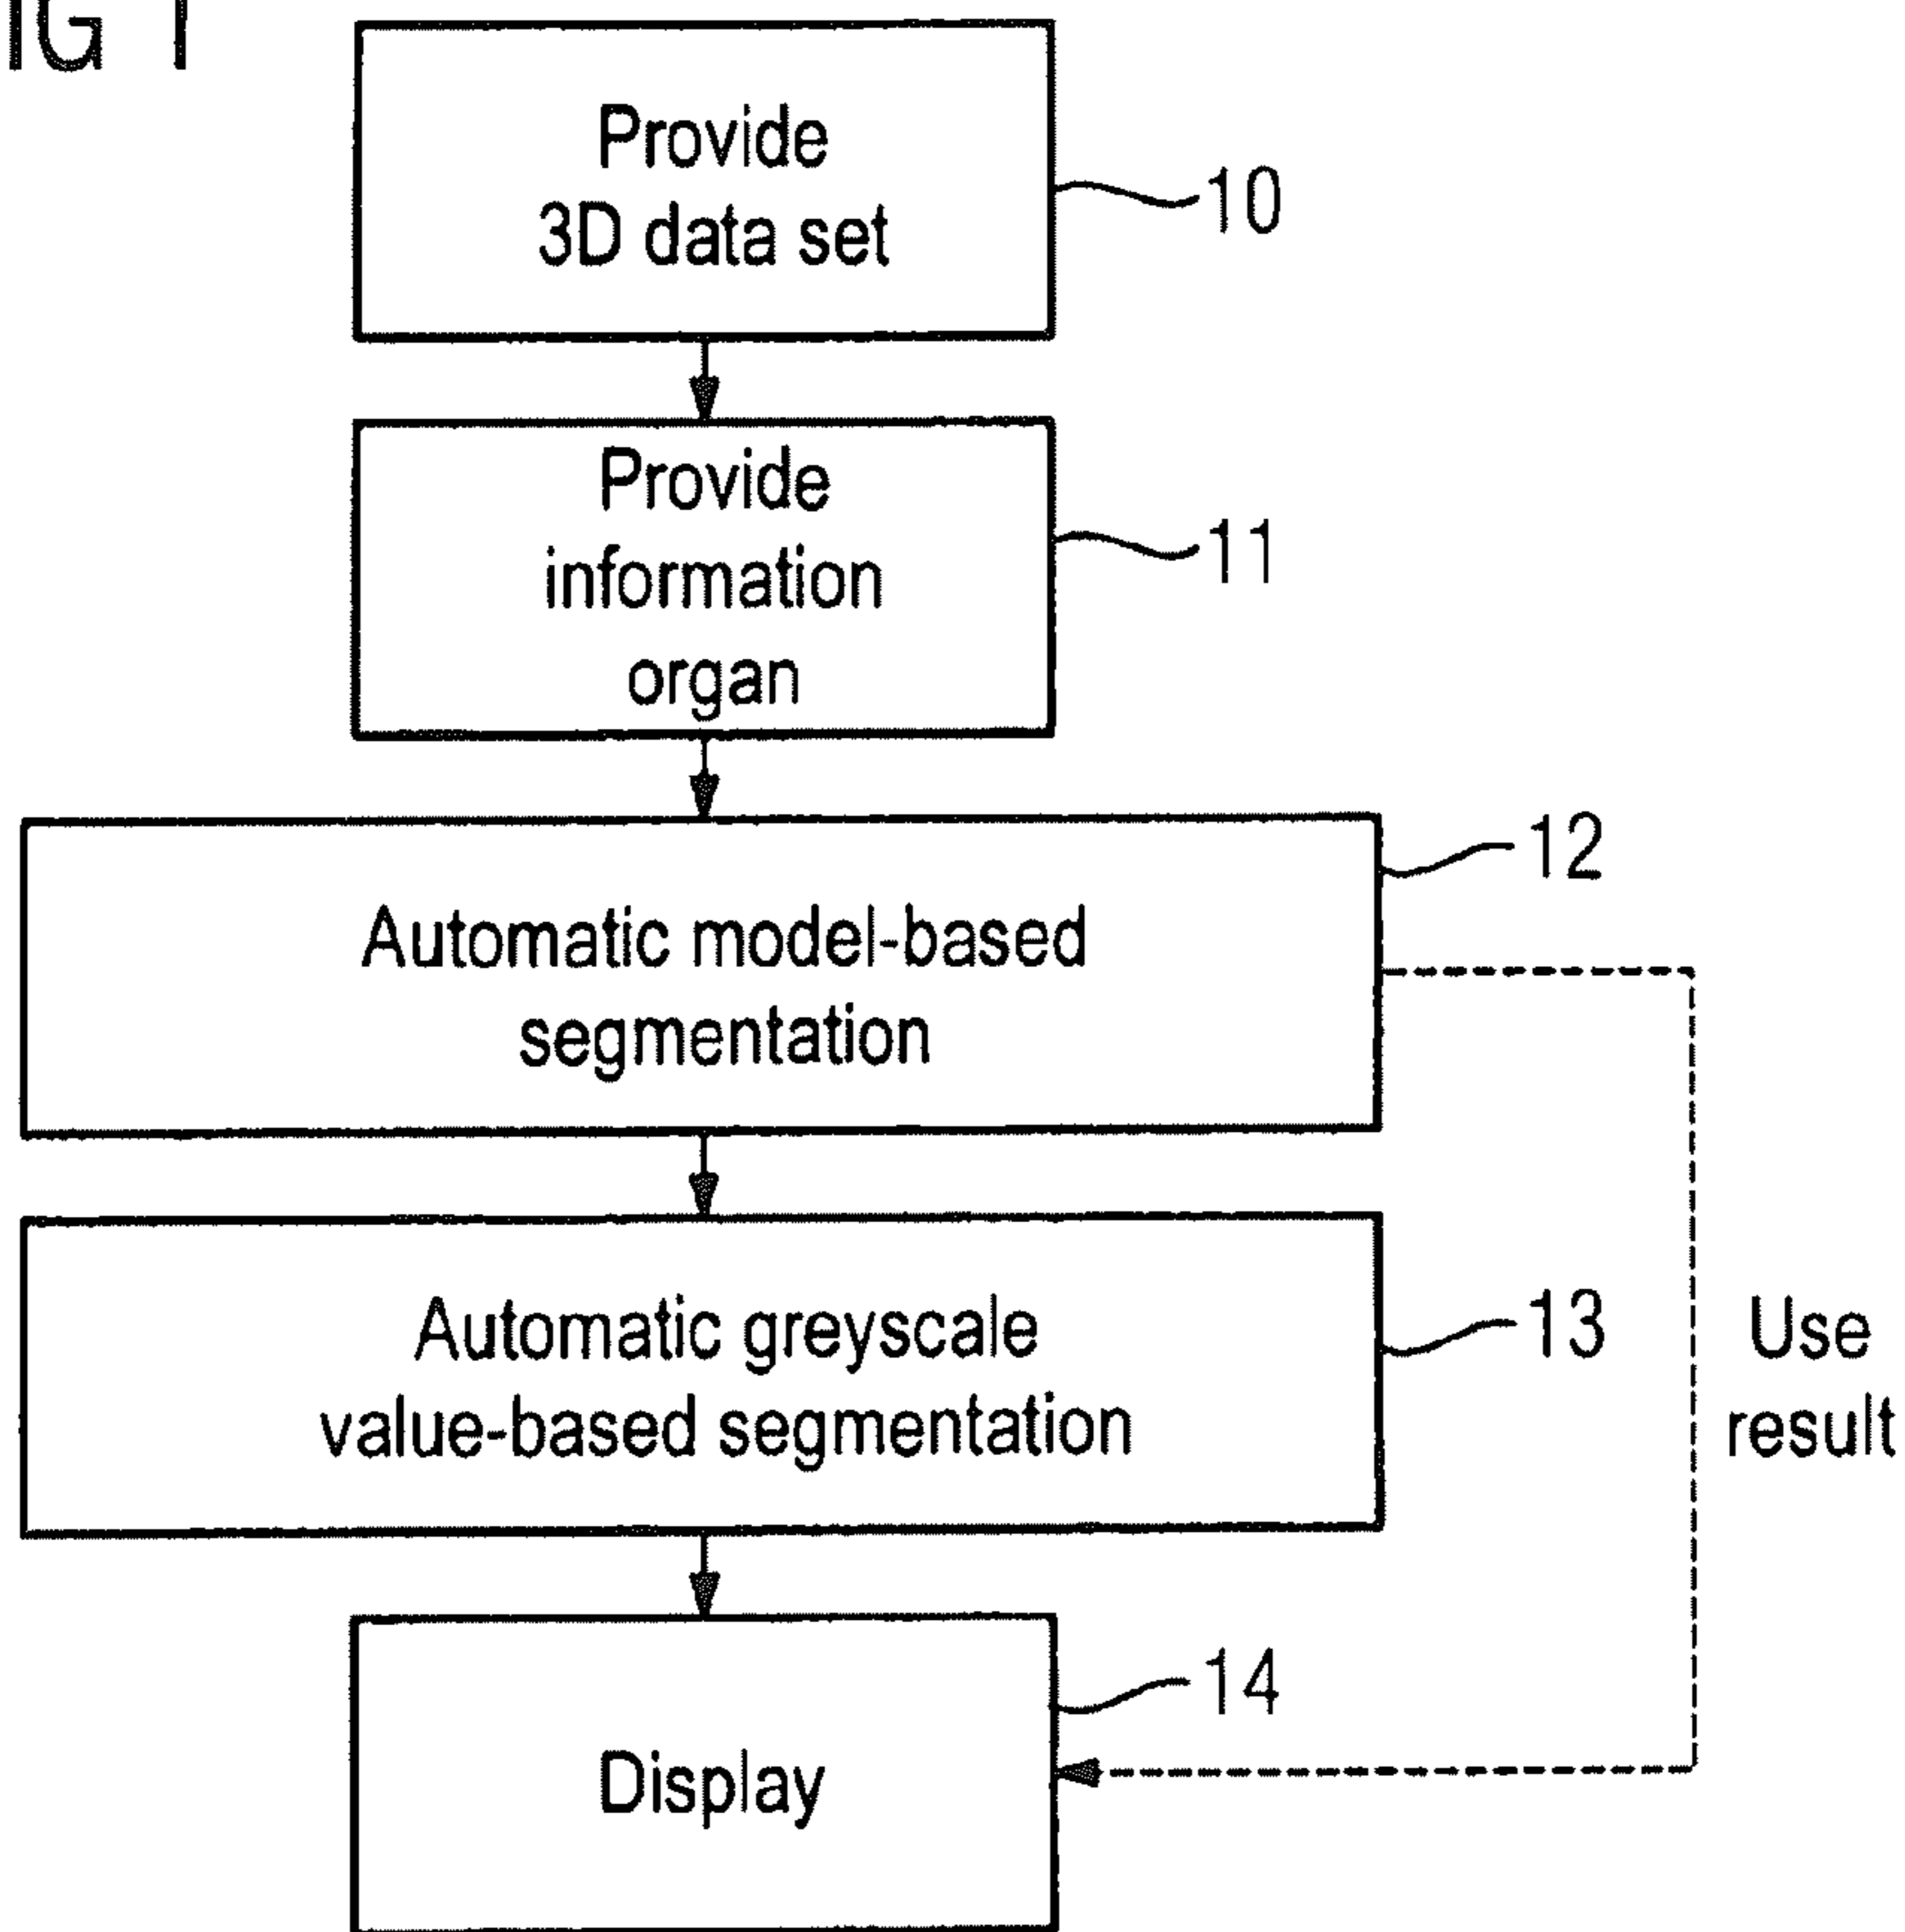 IG 1
Provide
3D data set
10
Provide
information
organ
11
Automatic model-based
segmentation
12
Automatic greyscale
value-based segmentation
13
Use
result
Display
14